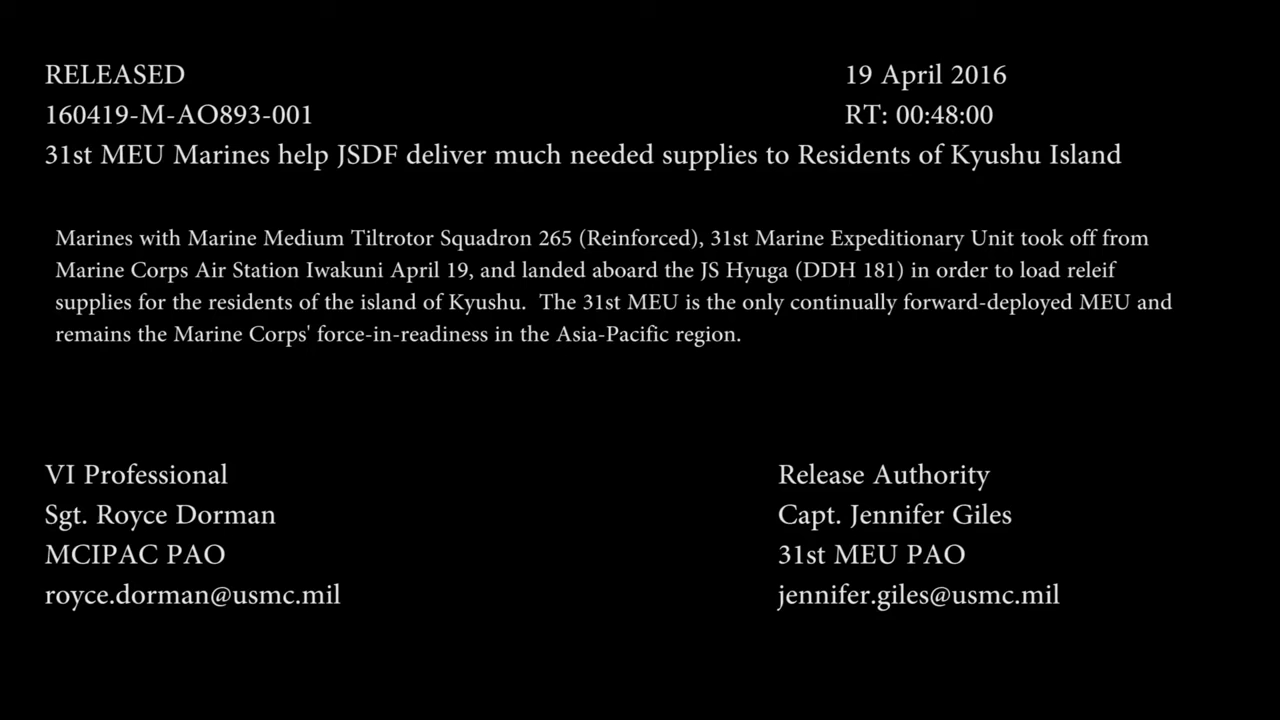 RELEASED
19 April 2016
160419-M-AO893-001
RT: 00:48:00
31st MEU Marines help JSDF deliver much needed supplies to Residents of Kyushu Island
Marines with Marine Medium Tiltrotor Squadron 265 (Reinforced), 31st Marine Expeditionary Unit took off from
Marine Corps Air Station Iwakuni April 19, and landed aboard the JS Hyuga (DDH 181) in order to load releif
supplies for the residents of the island of Kyushu.  The 31st MEU is the only continually forward-deployed MEU and
remains the Marine Corps' force-in-readiness in the Asia-Pacific region.
VI Professional
Sgt. Royce Dorman
MCIPAC PAO
royce.dorman@usmc.mil
Release Authority
Capt. Jennifer Giles
31st MEU PAO
jennifer.giles@usmc.mil